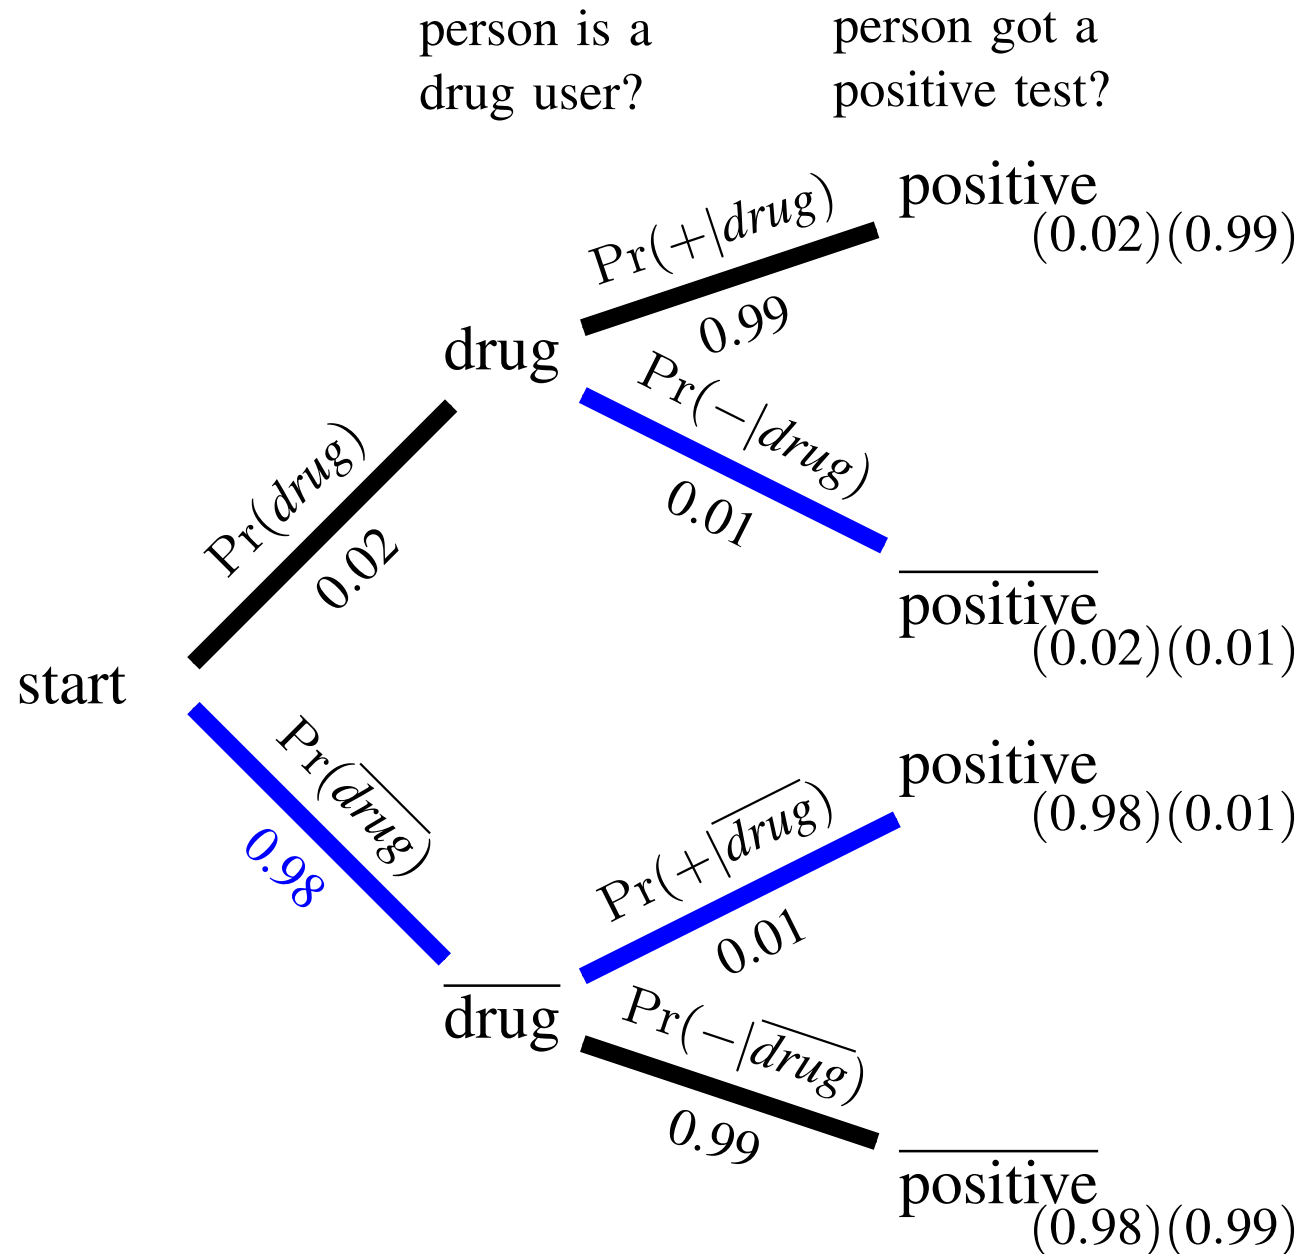 person is a
drug user?
person got a
positive test?
positive
(0.02)(0.99)
Pr(+|drug)
0.99
drug
Pr(−|drug)
0.01
Pr(drug)
0.02
positive
(0.02)(0.01)
start
Pr(drug)
0.98
positive
(0.98)(0.01)
Pr(+|drug)
0.01
drug
Pr(−|drug)
0.99
positive
(0.98)(0.99)